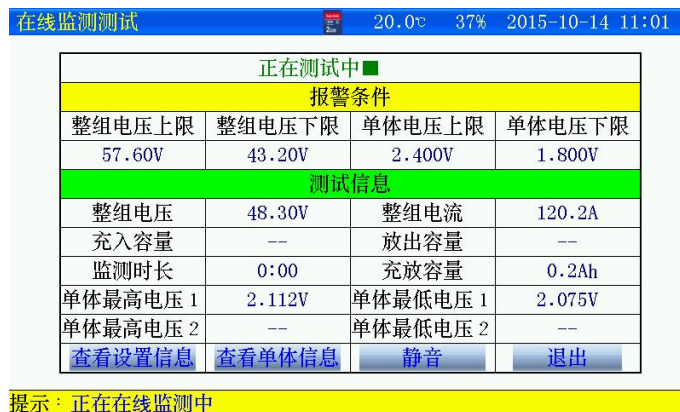 在线监测测试 20.0℃ 37% 2015-10-14 11:01
正在测试中■
报警条件
整组电压上限 整组电压下限 单体电压上限 单体电压下限
57.60V 43.20V 2.400V 1.800V
测试信息
整组电压 48.30V 整组电流 120.2A
充入容量 -- 放出容量 --
监测时长 0:00 充放容量 0.2Ah
单体最高电压1 2.112V 单体最低电压1 2.075V
单体最高电压2 -- 单体最低电压2 --
查看设置信息 查看单体信息 静音 退出
提示：正在在线监测中